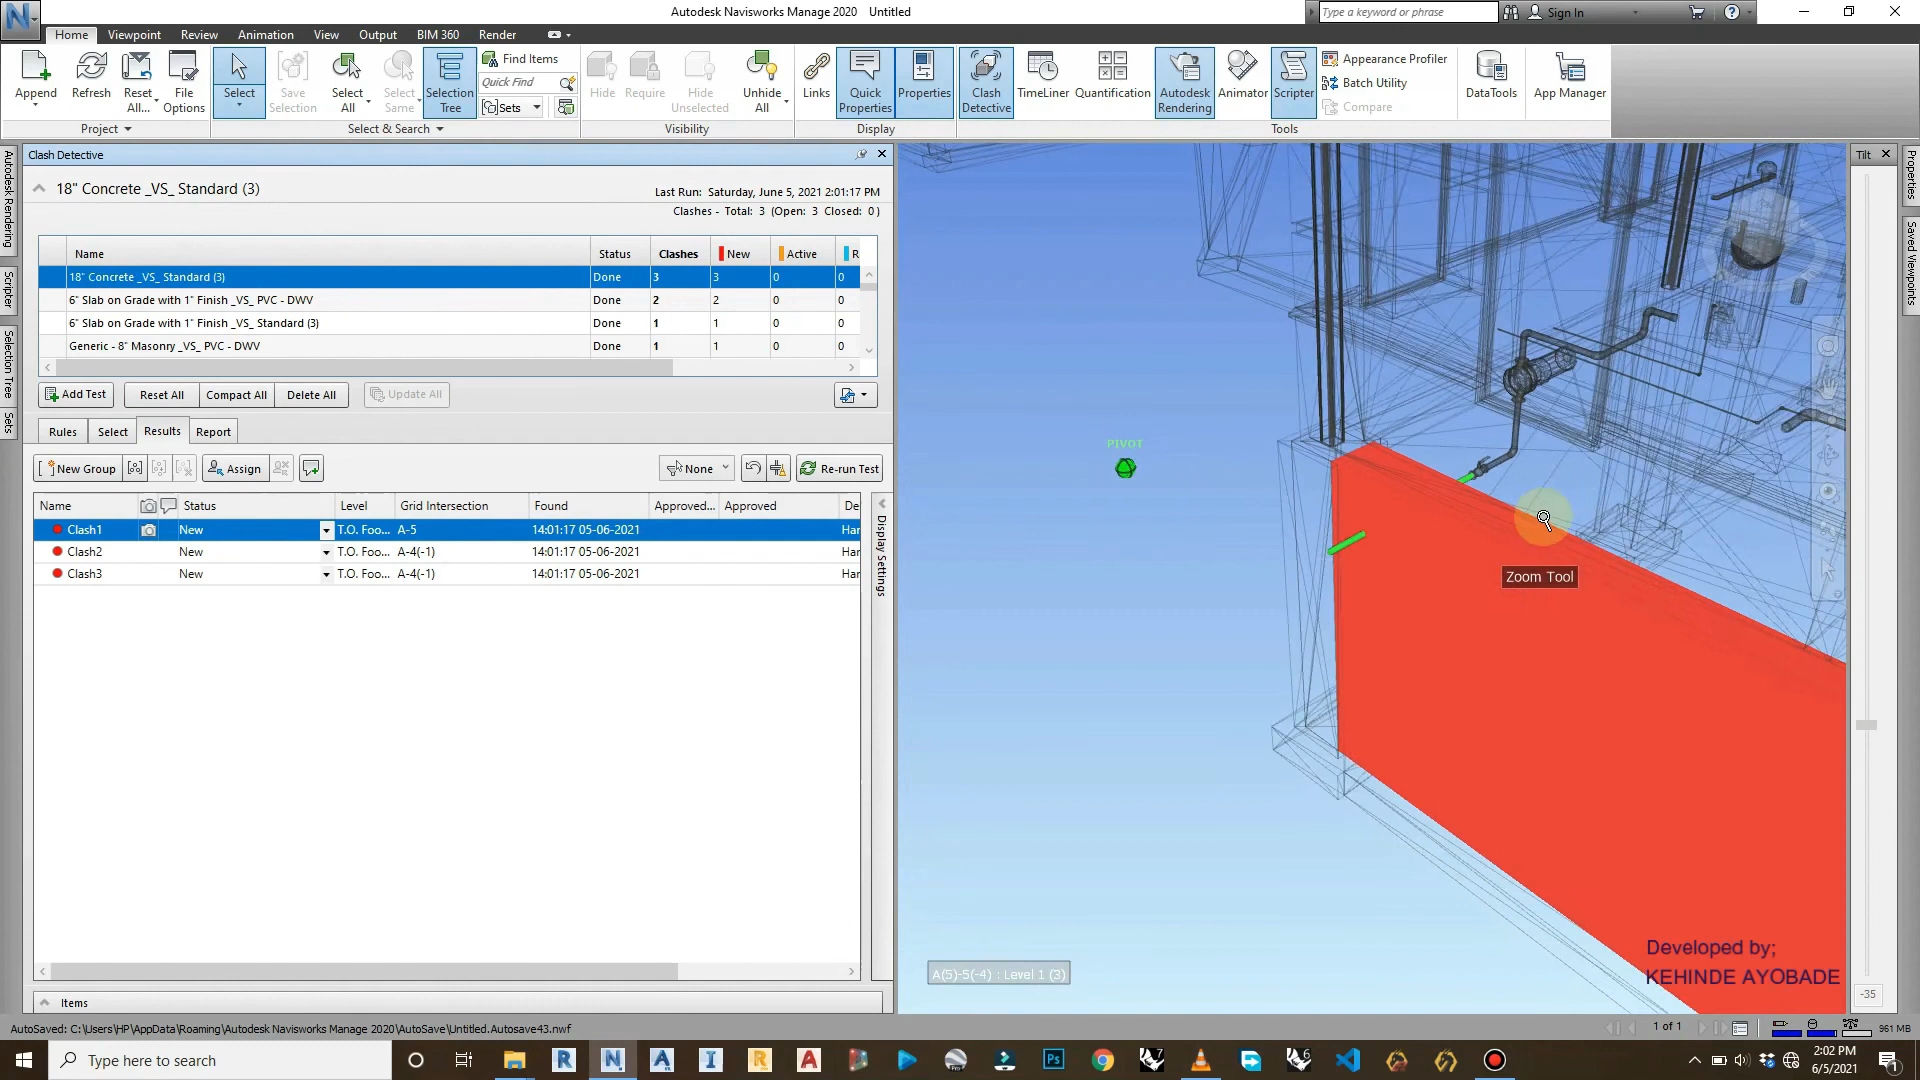 Autodesk Navisworks Manage 2020 Untitled
Type a keyword or phrase
Sign In
Home Viewpoint Review Animation View Output BIM 360 Render
Append
Refresh
Reset All...
File Options
Project
Select
Save Selection
Select All
Select Same
Selection Tree
Find Items
Quick Find
Sets
Select & Search
Hide
Require
Hide Unselected
Unhide All
Visibility
Links
Quick Properties
Properties
Display
Clash Detective
TimeLiner
Quantification
Autodesk Rendering
Animator
Scripter
Appearance Profiler
Batch Utility
Compare
Tools
DataTools
App Manager
Autodesk Rendering
Scripter
Selection Tree
Sets
Clash Detective
18" Concrete _VS_ Standard (3)
Last Run: Saturday, June 5, 2021 2:01:17 PM
Clashes - Total: 3 (Open: 3 Closed: 0 )
Name Status Clashes New Active R
18" Concrete _VS_ Standard (3) Done 3 3 0 0
6" Slab on Grade with 1" Finish _VS_ PVC - DWV Done 2 2 0 0
6" Slab on Grade with 1" Finish _VS_ Standard (3) Done 1 1 0 0
Generic - 8" Masonry _VS_ PVC - DWV Done 1 1 0 0
Add Test Reset All Compact All Delete All Update All
Rules Select Results Report
New Group Assign None Re-run Test
Name Status Level Grid Intersection Found Approved... Approved De
Clash1 New T.O. Foo... A-5 14:01:17 05-06-2021 Har
Clash2 New T.O. Foo... A-4(-1) 14:01:17 05-06-2021 Har
Clash3 New T.O. Foo... A-4(-1) 14:01:17 05-06-2021 Har
Display Settings
Items
PIVOT
Zoom Tool
A(5)-5(-4) : Level 1 (3)
Developed by;
KEHINDE AYOBADE
Tilt
-35
Properties
Saved Viewpoints
AutoSaved: C:\Users\HP\AppData\Roaming\Autodesk Navisworks Manage 2020\AutoSave\Untitled.Autosave43.nwf
1 of 1
961 MB
Type here to search
2:02 PM
6/5/2021